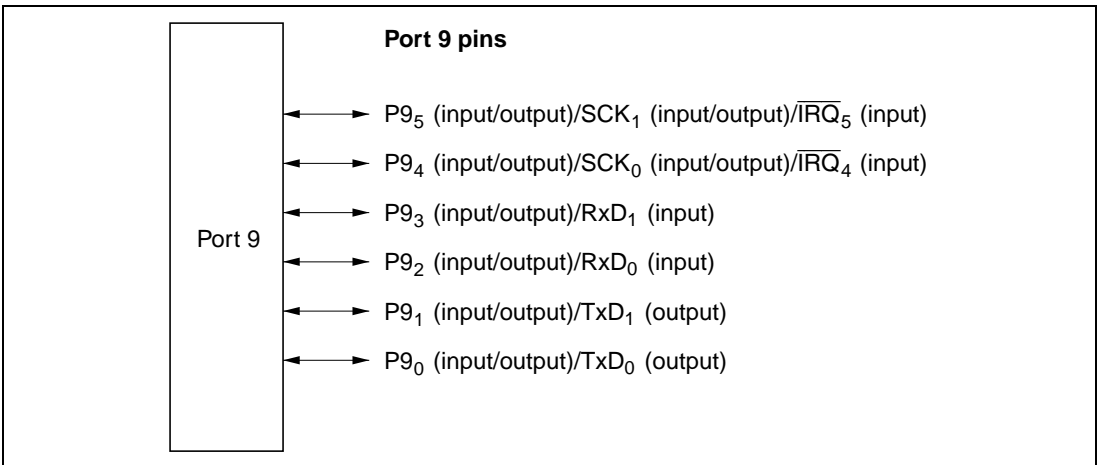 Port 9 pins
P9₅ (input/output)/SCK₁ (input/output)/I̅R̅Q̅₅ (input)
P9₄ (input/output)/SCK₀ (input/output)/I̅R̅Q̅₄ (input)
P9₃ (input/output)/RxD₁ (input)
Port 9
P9₂ (input/output)/RxD₀ (input)
P9₁ (input/output)/TxD₁ (output)
P9₀ (input/output)/TxD₀ (output)